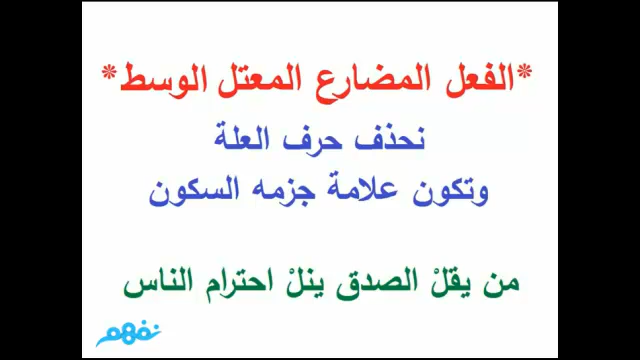 *الفعل المضارع المعتل الوسط*
نحذف حرف العلة
وتكون علامة جزمه السكون
من يقلْ الصدق ينلْ احترام الناس
نفهم